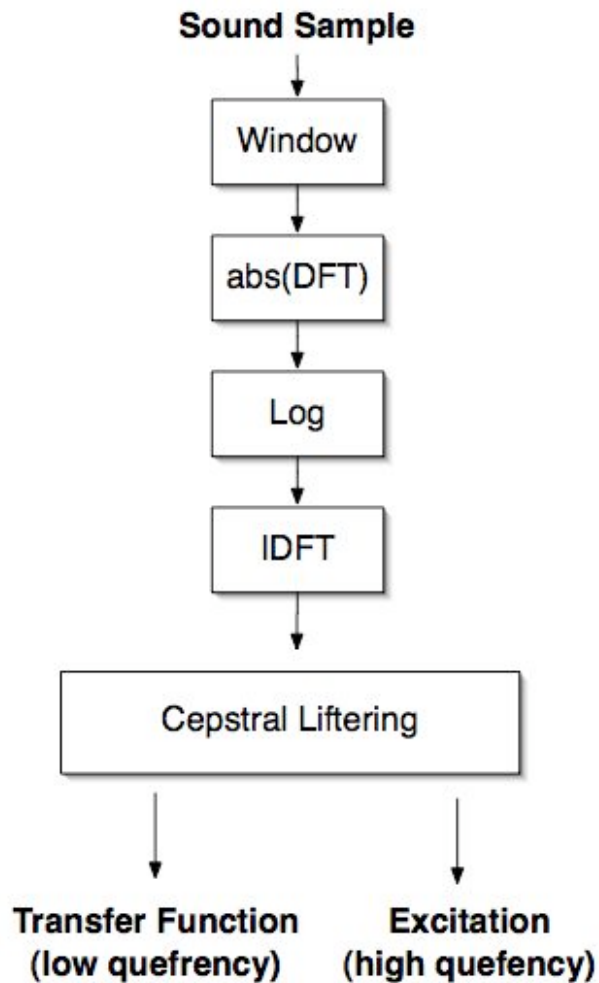 Sound Sample
Window
abs(DFT)
Log
IDFT
Cepstral Liftering
Transfer Function
(low quefrency)
Excitation
(high quefency)